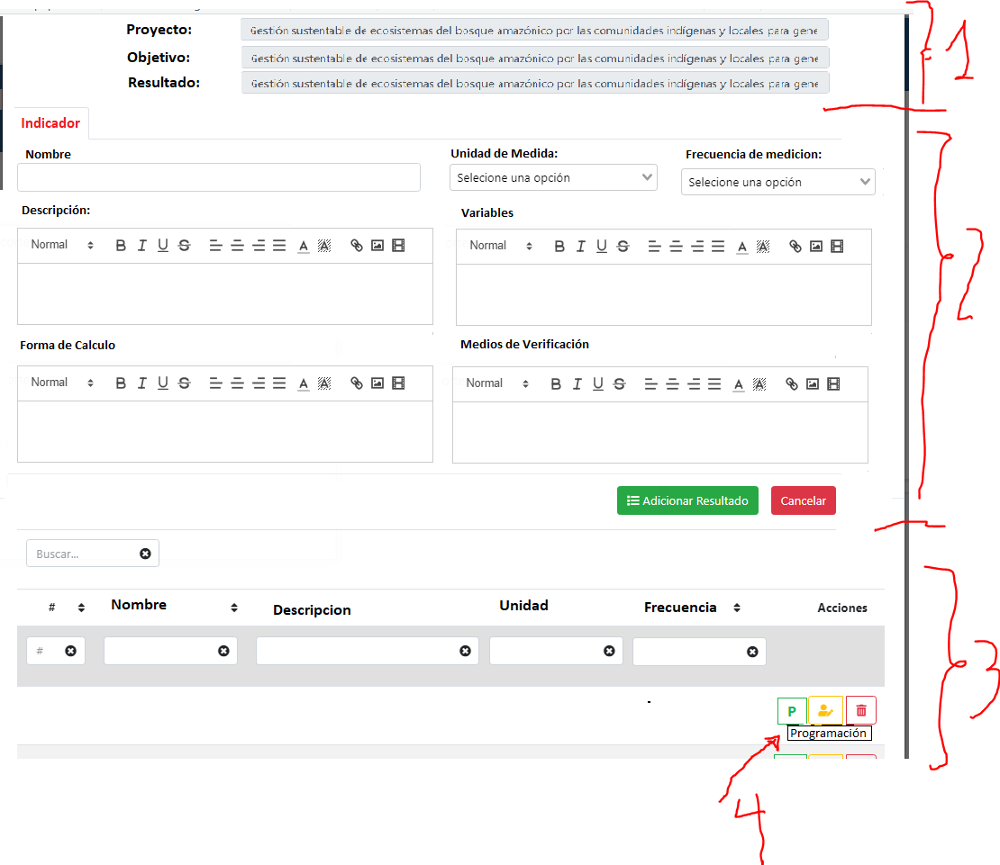 Proyecto: Gestión sustentable de ecosistemas del bosque amazónico por las comunidades indígenas y locales para gene
Objetivo: Gestión sustentable de ecosistemas del bosque amazónico por las comunidades indígenas y locales para gene
Resultado: Gestión sustentable de ecosistemas del bosque amazónico por las comunidades indígenas y locales para gene
1
Indicador
Nombre Unidad de Medida: Frecuencia de medicion:
Selecione una opción Selecione una opción
Descripción: Variables
Normal B I U S A A Normal B I U S A A
2
Forma de Calculo Medios de Verificación
Normal B I U S A A Normal B I U S A A
Adicionar Resultado Cancelar
Buscar...
# Nombre Descripcion Unidad Frecuencia Acciones
#
3
P
Programación
4